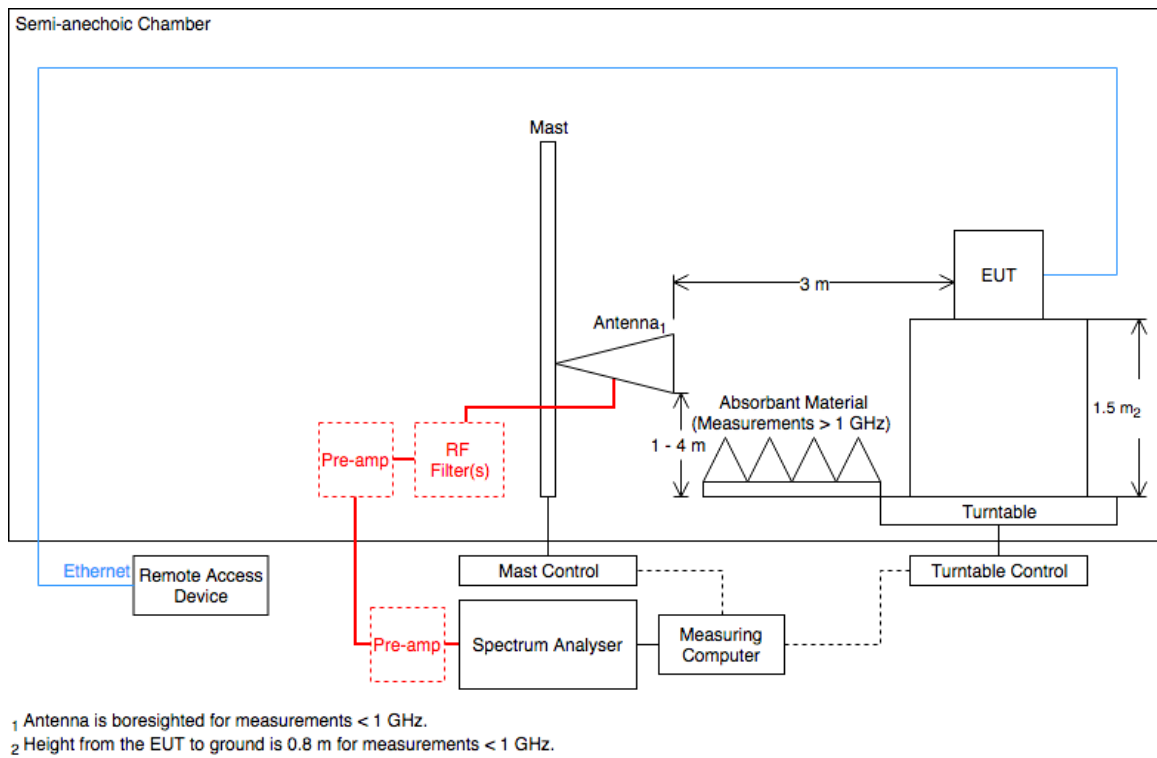 Semi-anechoic Chamber
Mast
EUT
3 m
Antenna1
Absorbant Material
(Measurements > 1 GHz)
1.5 m2
1 - 4 m
RF
Filter(s)
Pre-amp
Turntable
Ethernet
Remote Access
Device
Mast Control
Turntable Control
Pre-amp
Spectrum Analyser
Measuring
Computer
1 Antenna is boresighted for measurements < 1 GHz.
2 Height from the EUT to ground is 0.8 m for measurements < 1 GHz.